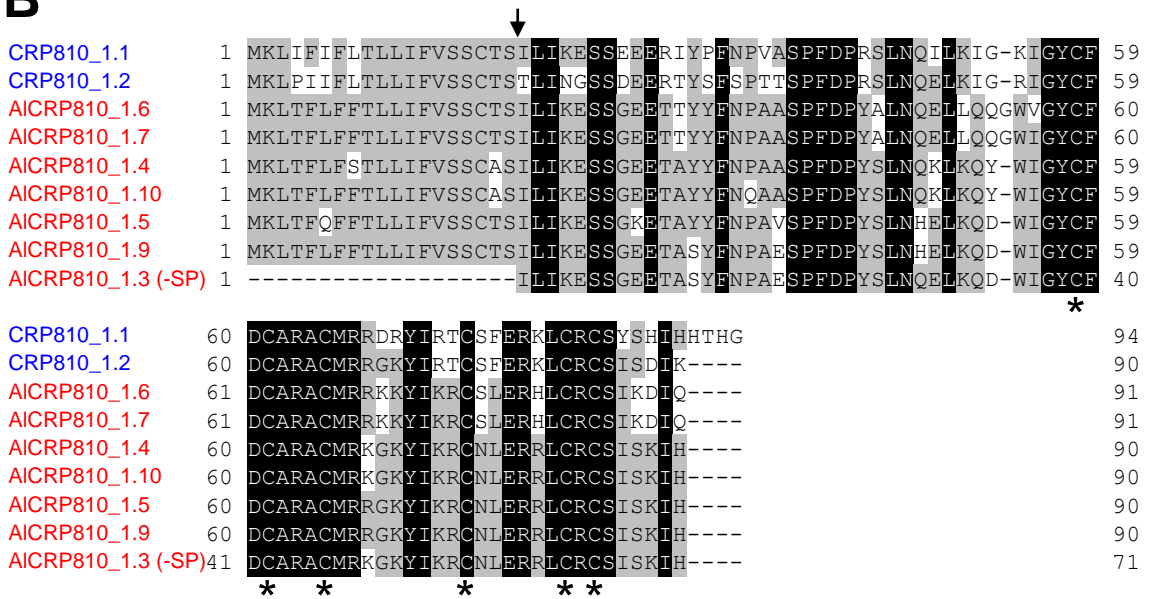 B
↓
CRP810_1.1 1 MKLIFIFLTLLIFVSSCTSILIKESSEEERIYPFNPVASPFDPRSLNQILKIG-KIGYCF 59
CRP810_1.2 1 MKLPIIFLTLLIFVSSCTSTLINGSSDEERTYSFSPTTSPFDPRSLNQELKIG-RIGYCF 59
AlCRP810_1.6 1 MKLTFLFFTLLIFVSSCTSILIKESSGEETTYYFNPAASPFDPYALNQELLQQGWVGYCF 60
AlCRP810_1.7 1 MKLTFLFFTLLIFVSSCTSILIKESSGEETTYYFNPAASPFDPYALNQELLQQGWIGYCF 60
AlCRP810_1.4 1 MKLTFLFSTLLIFVSSCASILIKESSGEETAYYFNPAASPFDPYSLNQKLKQY-WIGYCF 59
AlCRP810_1.10 1 MKLTFLFFTLLIFVSSCASILIKESSGEETAYYFNQAASPFDPYSLNQKLKQY-WIGYCF 59
AlCRP810_1.5 1 MKLTFQFFTLLIFVSSCTSILIKESSGKETAYYFNPAVSPFDPYSLNHELKQD-WIGYCF 59
AlCRP810_1.9 1 MKLTFLFFTLLIFVSSCTSILIKESSGEETASYFNPAESPFDPYSLNHELKQD-WIGYCF 59
AlCRP810_1.3 (-SP) 1 -------------------ILIKESSGEETASYFNPAESPFDPYSLNQELKQD-WIGYCF 40
*
CRP810_1.1 60 DCARACMRRDRYIRTCSFERKLCRCSYSHIHHTHG 94
CRP810_1.2 60 DCARACMRRGKYIRTCSFERKLCRCSISDIK---- 90
AlCRP810_1.6 61 DCARACMRRKKYIKRCSLERHLCRCSIKDIQ---- 91
AlCRP810_1.7 61 DCARACMRRKKYIKRCSLERHLCRCSIKDIQ---- 91
AlCRP810_1.4 60 DCARACMRKGKYIKRCNLERRLCRCSISKIH---- 90
AlCRP810_1.10 60 DCARACMRKGKYIKRCNLERRLCRCSISKIH---- 90
AlCRP810_1.5 60 DCARACMRRGKYIKRCNLERRLCRCSISKIH---- 90
AlCRP810_1.9 60 DCARACMRRGKYIKRCNLERRLCRCSISKIH---- 90
AlCRP810_1.3 (-SP) 41 DCARACMRKGKYIKRCNLERRLCRCSISKIH---- 71
* * * * *